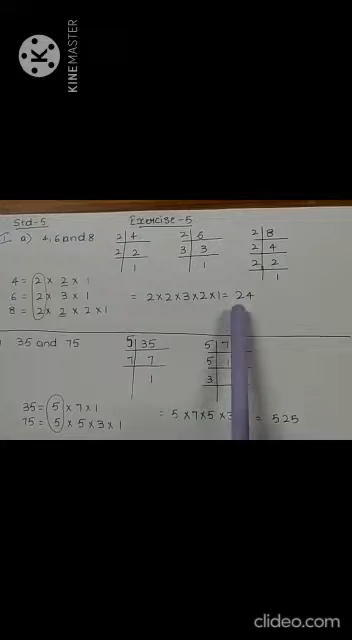 KINEMASTER
Std-5 Exercise-5
I a) 4, 6 and 8
2 4 2 6 2 8
2 2 3 3 2 4
1 1 2 2
1
4 = 2 × 2 × 1
6 = 2 × 3 × 1 = 2×2×3×2×1 = 24
8 = 2 × 2 × 2 × 1
35 and 75 5 35 5 7
7 7 5 1
1 3
35 = 5 × 7 × 1 = 5 × 7 × 5 × 3 = 525
75 = 5 × 5 × 3 × 1
clideo.com